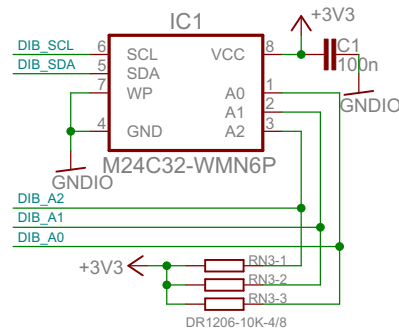 IC1
+3V3
DIB_SCL
6
SCL
VCC
8
C1
DIB_SDA
5
SDA
100n
7
WP
A0
1
A1
2
GNDIO
4
GND
A2
3
M24C32-WMN6P
GNDIO
DIB_A2
DIB_A1
DIB_A0
+3V3
RN3-1
RN3-2
RN3-3
DR1206-10K-4/8